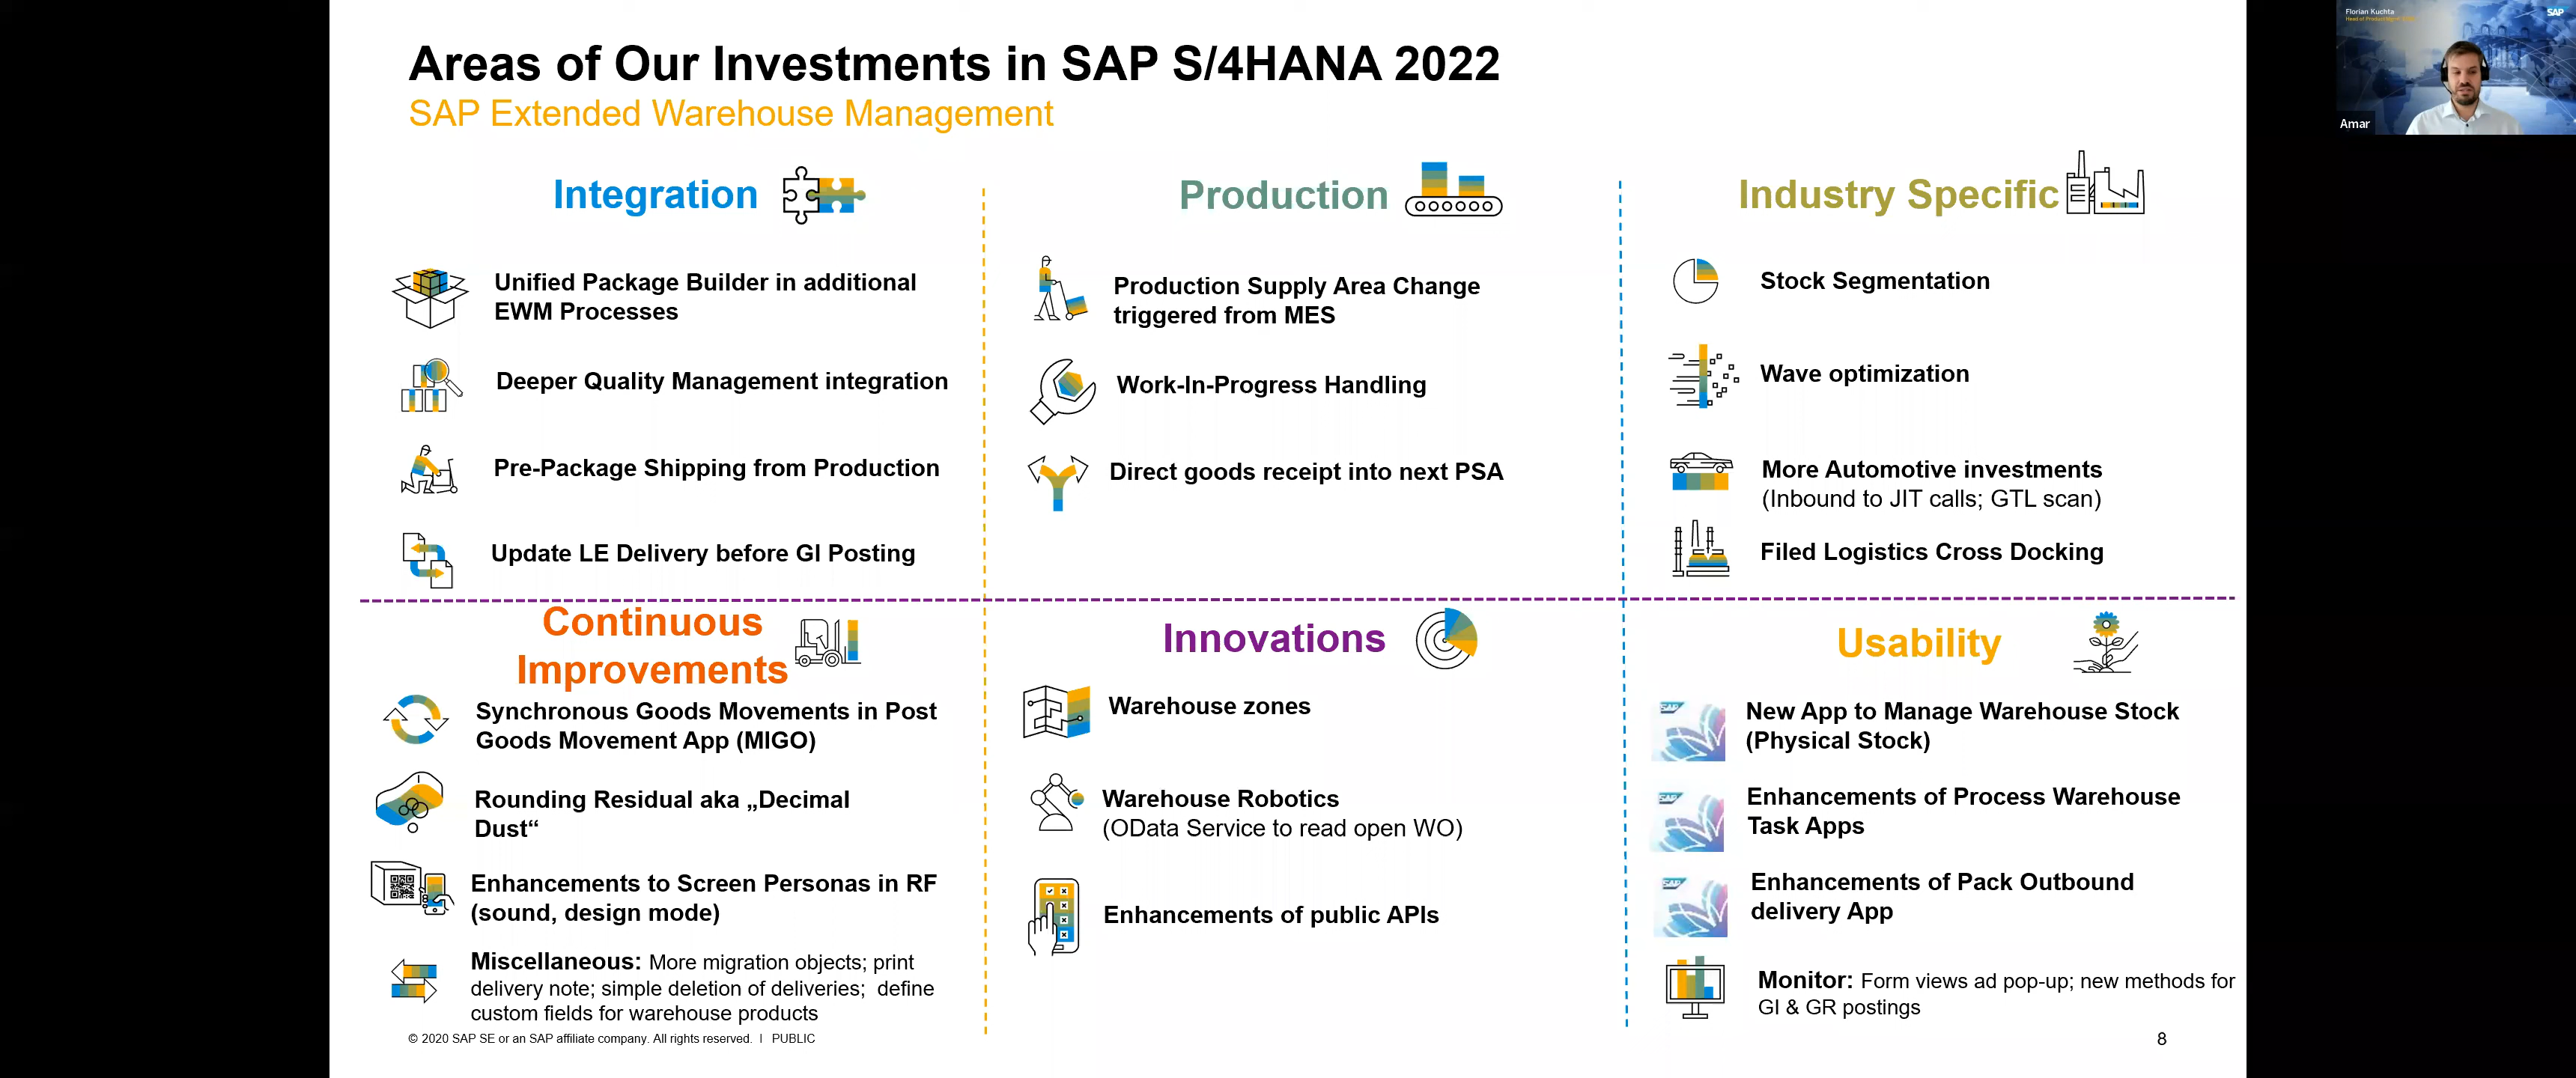 Areas of Our Investments in SAP S/4HANA 2022
SAP Extended Warehouse Management
Integration
Unified Package Builder in additional
EWM Processes
Deeper Quality Management integration
Pre-Package Shipping from Production
Update LE Delivery before GI Posting
Production
Production Supply Area Change
triggered from MES
Work-In-Progress Handling
Direct goods receipt into next PSA
Industry Specific
Stock Segmentation
Wave optimization
More Automotive investments
(Inbound to JIT calls; GTL scan)
Filed Logistics Cross Docking
Continuous
Improvements
Synchronous Goods Movements in Post
Goods Movement App (MIGO)
Rounding Residual aka „Decimal
Dust“
Enhancements to Screen Personas in RF
(sound, design mode)
Miscellaneous: More migration objects; print
delivery note; simple deletion of deliveries; define
custom fields for warehouse products
Innovations
Warehouse zones
Warehouse Robotics
(OData Service to read open WO)
Enhancements of public APIs
Usability
SAP
New App to Manage Warehouse Stock
(Physical Stock)
SAP
Enhancements of Process Warehouse
Task Apps
SAP
Enhancements of Pack Outbound
delivery App
Monitor: Form views ad pop-up; new methods for
GI & GR postings
© 2020 SAP SE or an SAP affiliate company. All rights reserved. I PUBLIC
8
Florian Kuchta
SAP
Amar